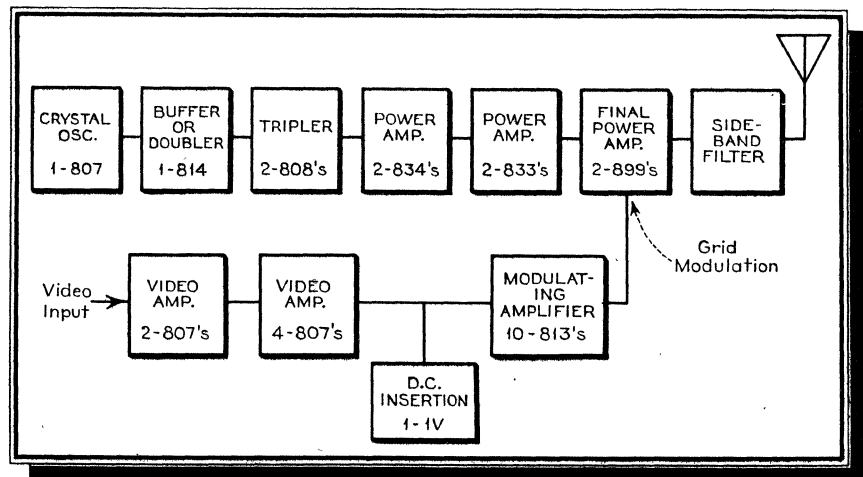 CRYSTAL
OSC.
1-807
BUFFER
OR
DOUBLER
1-814
TRIPLER
2-808's
POWER
AMP.
2-834's
POWER
AMP.
2-833's
FINAL
POWER
AMP.
2-899's
SIDE-
BAND
FILTER
Grid
Modulation
Video
Input
VIDEO
AMP.
2-807's
VIDEO
AMP.
4-807's
MODULAT-
ING
AMPLIFIER
10-813's
D.C.
INSERTION
1-1V